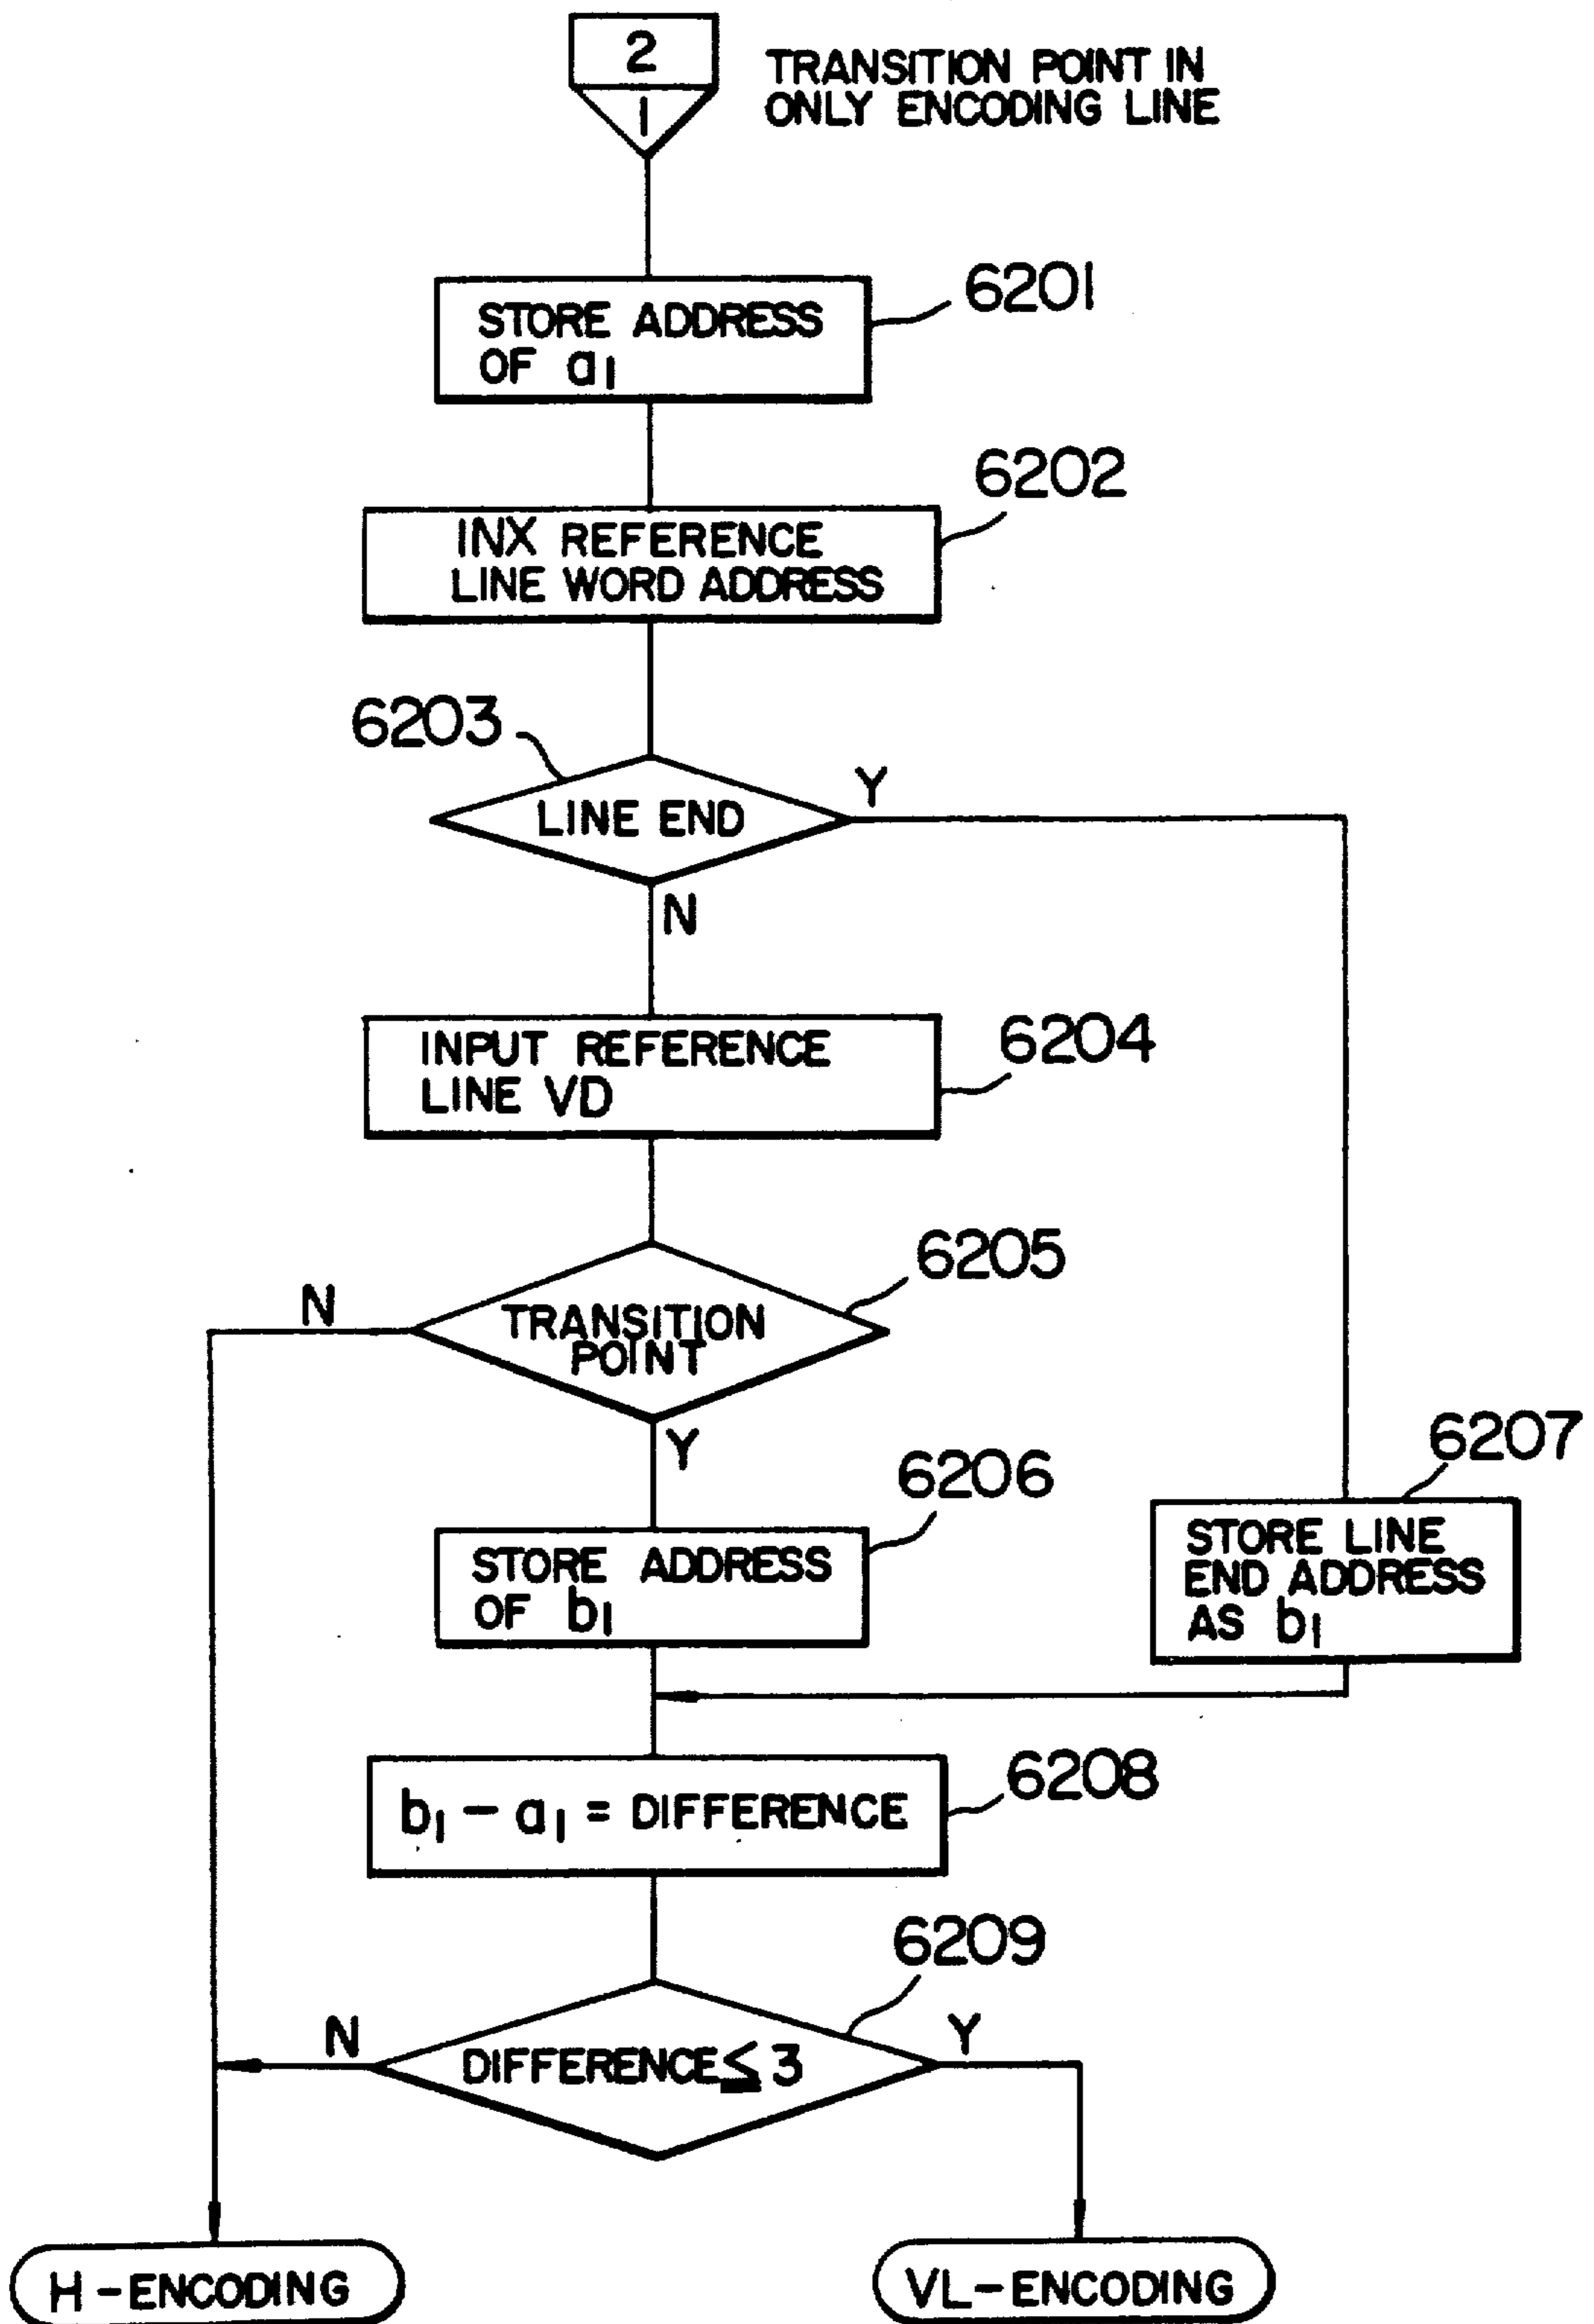 2
1
TRANSITION POINT IN
ONLY ENCODING LINE
STORE ADDRESS
OF a1
6201
INX REFERENCE
LINE WORD ADDRESS
6202
6203
LINE END
Y
N
INPUT REFERENCE
LINE VD
6204
TRANSITION
POINT
6205
N
Y
STORE ADDRESS
OF b1
6206
STORE LINE
END ADDRESS
AS b1
6207
b1 - a1 = DIFFERENCE
6208
DIFFERENCE ≤ 3
6209
N
Y
H-ENCODING
VL-ENCODING